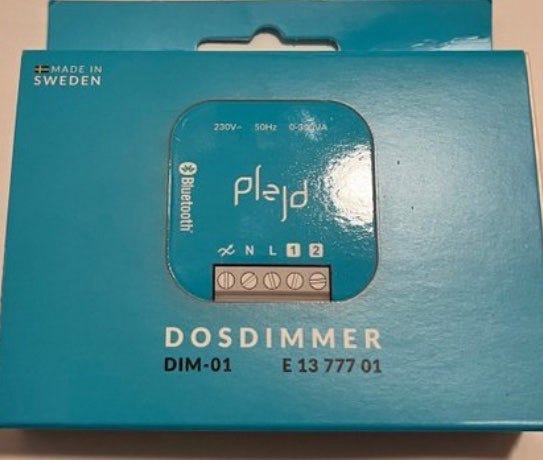 MADE IN
SWEDEN
230V~ 50Hz
Bluetooth
plejd
N L 1 2
DOSDIMMER
DIM-01 E 13 777 01